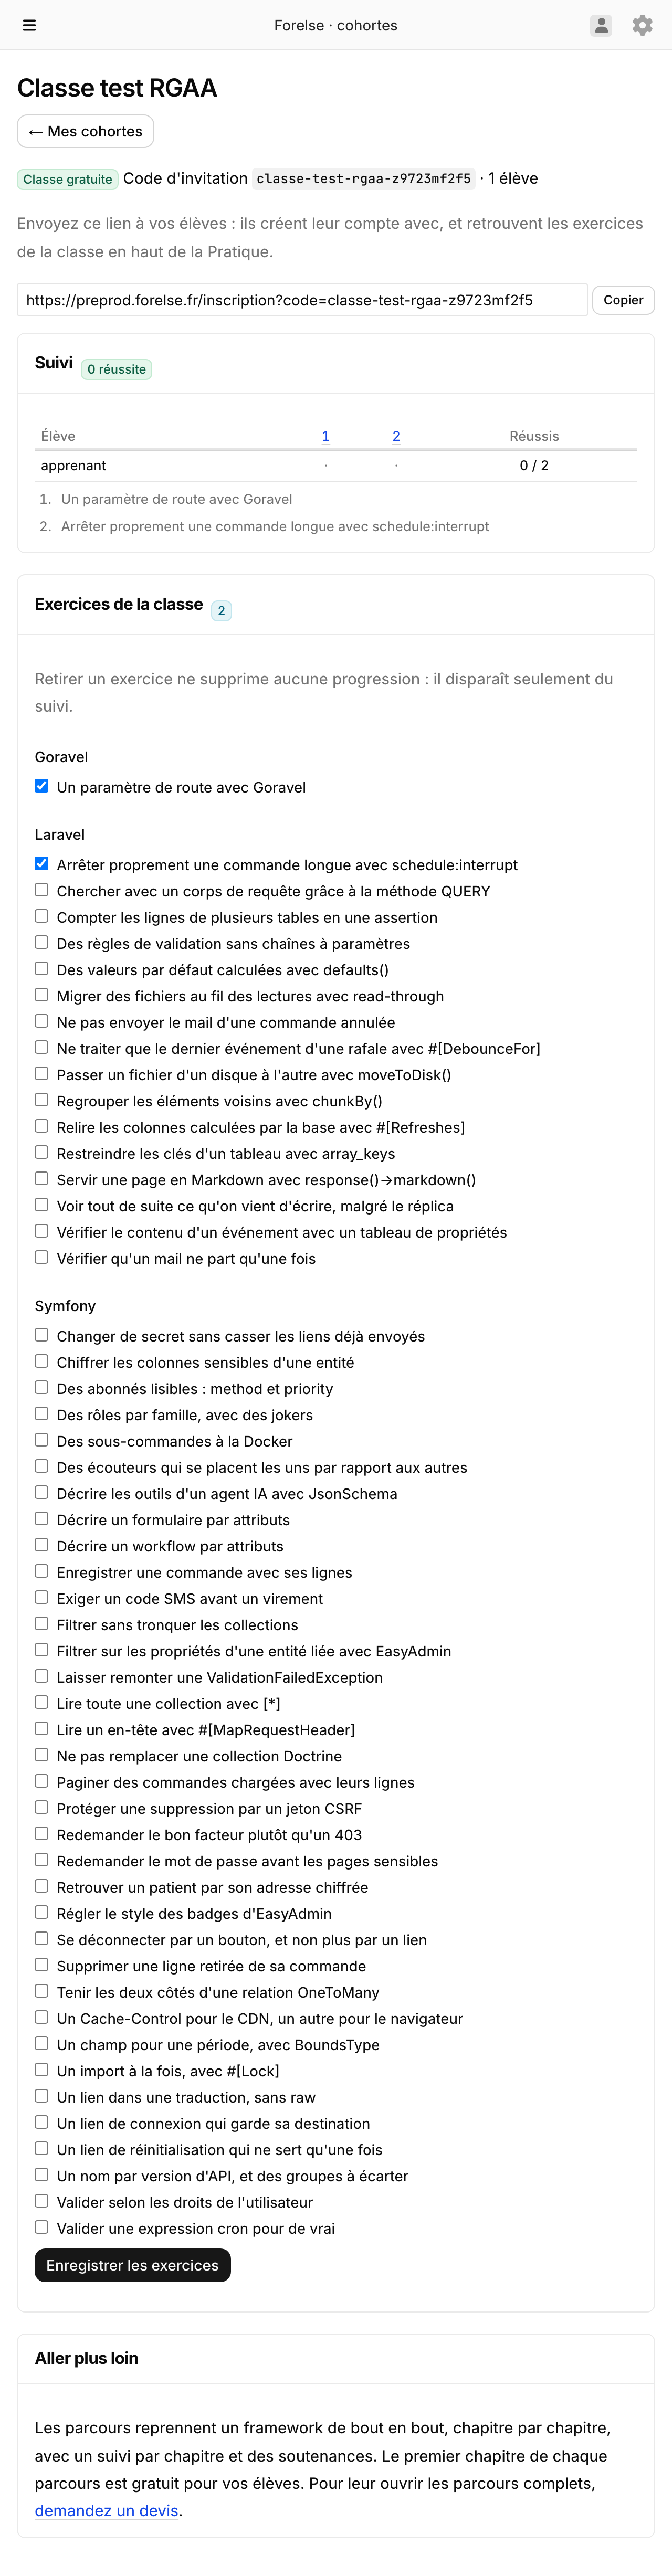 Forelse · cohortes
Classe test RGAA
← Mes cohortes
Classe gratuite Code d'invitation classe-test-rgaa-z9723mf2f5 · 1 élève
Envoyez ce lien à vos élèves : ils créent leur compte avec, et retrouvent les exercices
de la classe en haut de la Pratique.
https://preprod.forelse.fr/inscription?code=classe-test-rgaa-z9723mf2f5 Copier
Suivi 0 réussite
Élève 1 2 Réussis
apprenant · · 0 / 2
1. Un paramètre de route avec Goravel
2. Arrêter proprement une commande longue avec schedule:interrupt
Exercices de la classe 2
Retirer un exercice ne supprime aucune progression : il disparaît seulement du
suivi.
Goravel
Un paramètre de route avec Goravel
Laravel
Arrêter proprement une commande longue avec schedule:interrupt
Chercher avec un corps de requête grâce à la méthode QUERY
Compter les lignes de plusieurs tables en une assertion
Des règles de validation sans chaînes à paramètres
Des valeurs par défaut calculées avec defaults()
Migrer des fichiers au fil des lectures avec read-through
Ne pas envoyer le mail d'une commande annulée
Ne traiter que le dernier événement d'une rafale avec #[DebounceFor]
Passer un fichier d'un disque à l'autre avec moveToDisk()
Regrouper les éléments voisins avec chunkBy()
Relire les colonnes calculées par la base avec #[Refreshes]
Restreindre les clés d'un tableau avec array_keys
Servir une page en Markdown avec response()->markdown()
Voir tout de suite ce qu'on vient d'écrire, malgré le réplica
Vérifier le contenu d'un événement avec un tableau de propriétés
Vérifier qu'un mail ne part qu'une fois
Symfony
Changer de secret sans casser les liens déjà envoyés
Chiffrer les colonnes sensibles d'une entité
Des abonnés lisibles : method et priority
Des rôles par famille, avec des jokers
Des sous-commandes à la Docker
Des écouteurs qui se placent les uns par rapport aux autres
Décrire les outils d'un agent IA avec JsonSchema
Décrire un formulaire par attributs
Décrire un workflow par attributs
Enregistrer une commande avec ses lignes
Exiger un code SMS avant un virement
Filtrer sans tronquer les collections
Filtrer sur les propriétés d'une entité liée avec EasyAdmin
Laisser remonter une ValidationFailedException
Lire toute une collection avec [*]
Lire un en-tête avec #[MapRequestHeader]
Ne pas remplacer une collection Doctrine
Paginer des commandes chargées avec leurs lignes
Protéger une suppression par un jeton CSRF
Redemander le bon facteur plutôt qu'un 403
Redemander le mot de passe avant les pages sensibles
Retrouver un patient par son adresse chiffrée
Régler le style des badges d'EasyAdmin
Se déconnecter par un bouton, et non plus par un lien
Supprimer une ligne retirée de sa commande
Tenir les deux côtés d'une relation OneToMany
Un Cache-Control pour le CDN, un autre pour le navigateur
Un champ pour une période, avec BoundsType
Un import à la fois, avec #[Lock]
Un lien dans une traduction, sans raw
Un lien de connexion qui garde sa destination
Un lien de réinitialisation qui ne sert qu'une fois
Un nom par version d'API, et des groupes à écarter
Valider selon les droits de l'utilisateur
Valider une expression cron pour de vrai
Enregistrer les exercices
Aller plus loin
Les parcours reprennent un framework de bout en bout, chapitre par chapitre,
avec un suivi par chapitre et des soutenances. Le premier chapitre de chaque
parcours est gratuit pour vos élèves. Pour leur ouvrir les parcours complets,
demandez un devis.